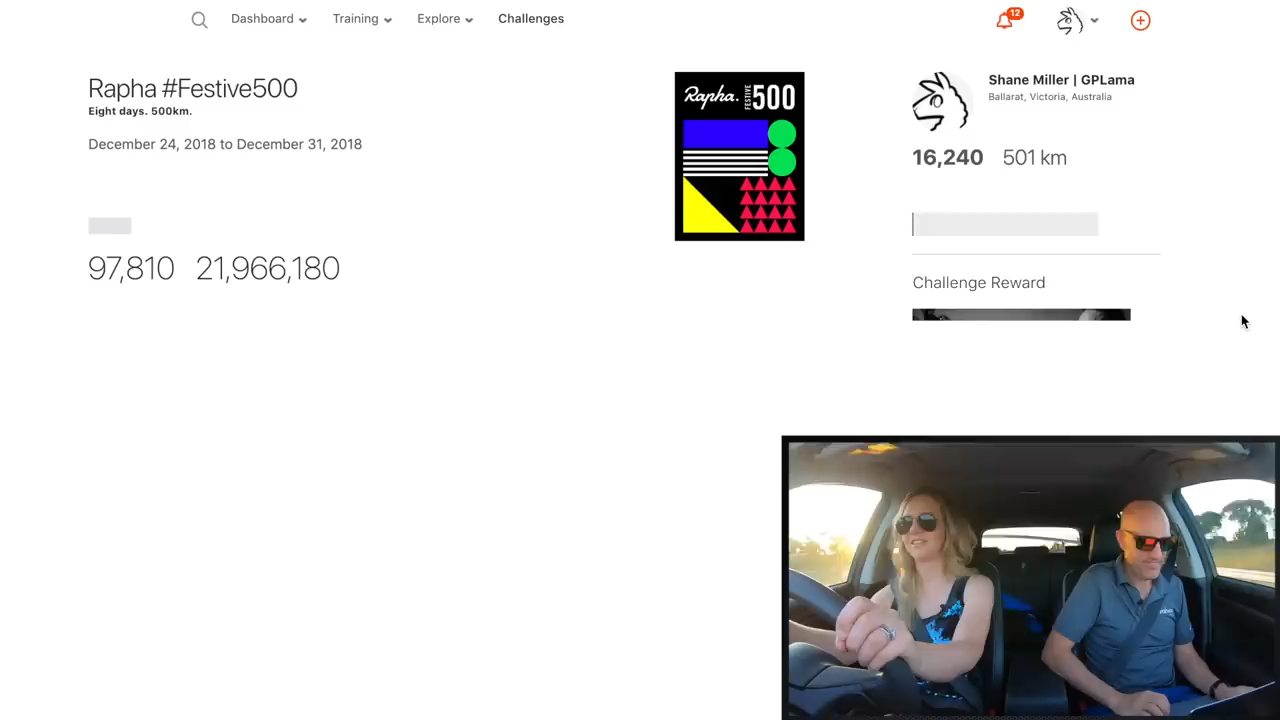 Dashboard Training Explore Challenges 12
Rapha #Festive500
Eight days. 500km.
December 24, 2018 to December 31, 2018
97,810 21,966,180
Rapha. FESTIVE 500
Shane Miller | GPLama
Ballarat, Victoria, Australia
16,240 501 km
Challenge Reward